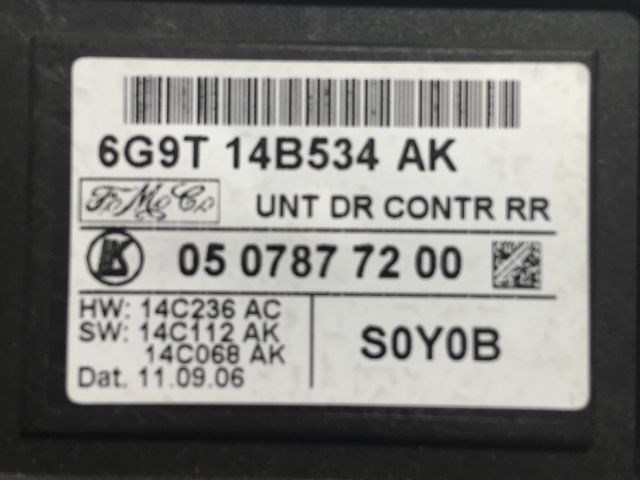 6G9T 14B534 AK
FoMoCo UNT DR CONTR RR
K 05 0787 72 00
HW: 14C236 AC
SW: 14C112 AK
14C068 AK
Dat. 11.09.06
S0Y0B